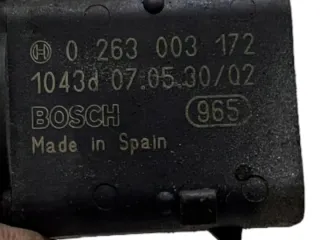 0 263 003 172
1043d 07.05.30/02
BOSCH 965
Made in Spain